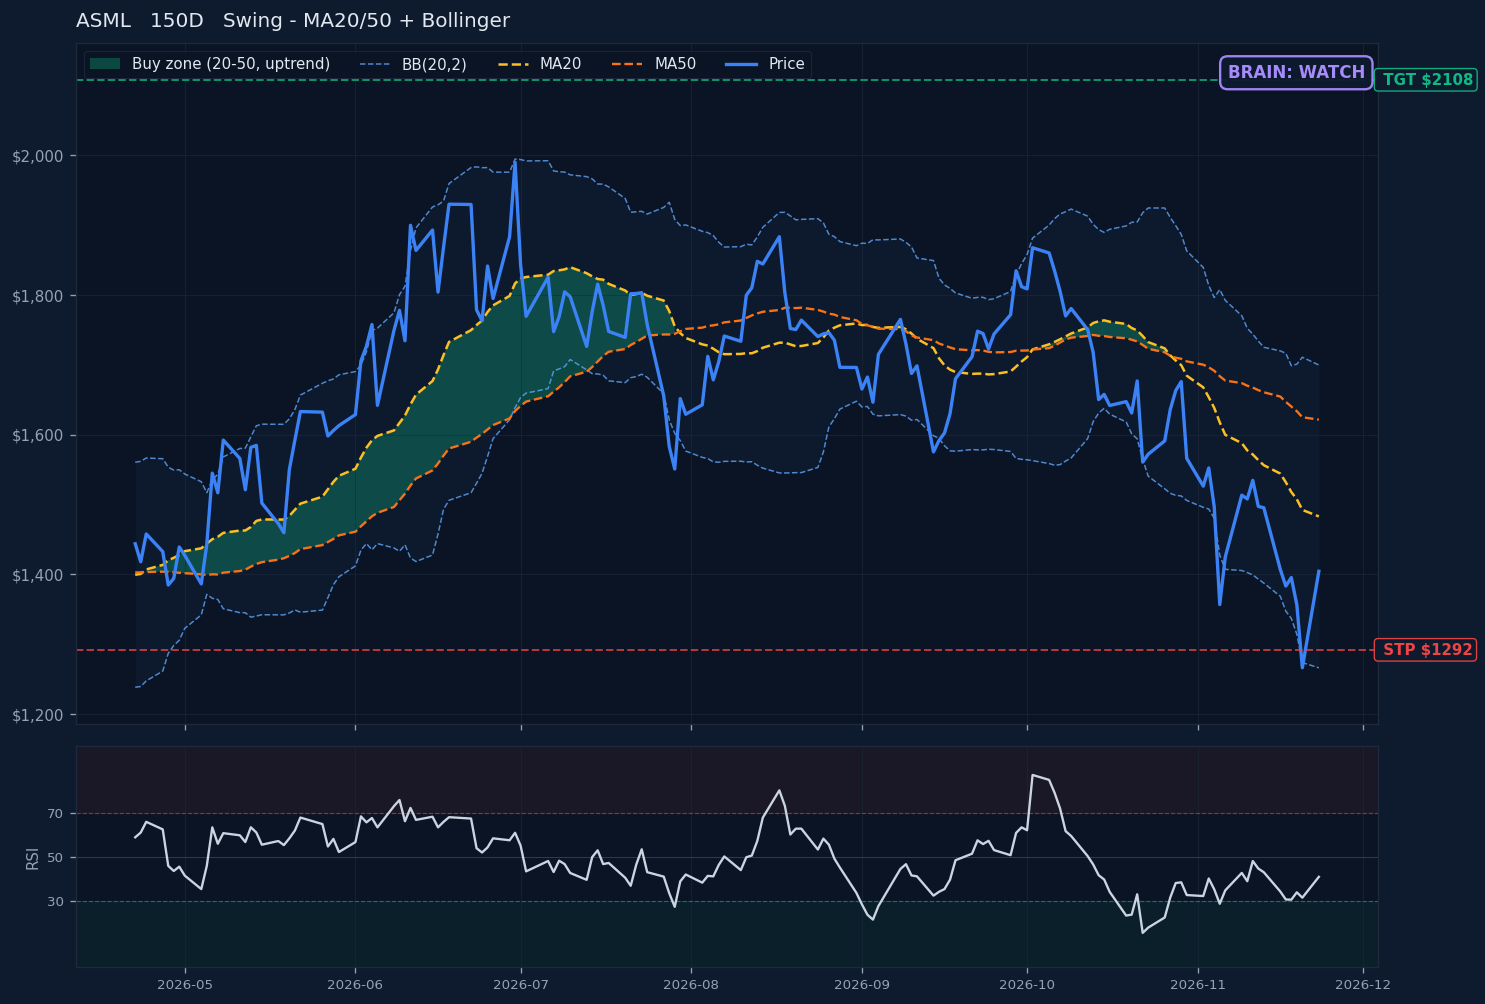 ASML   150D   Swing - MA20/50 + Bollinger
Buy zone (20-50, uptrend)   BB(20,2)   MA20   MA50   Price
BRAIN: WATCH
TGT $2108
$2,000
$1,800
$1,600
$1,400
STP $1292
$1,200
70
50
30
RSI
2026-05   2026-06   2026-07   2026-08   2026-09   2026-10   2026-11   2026-12